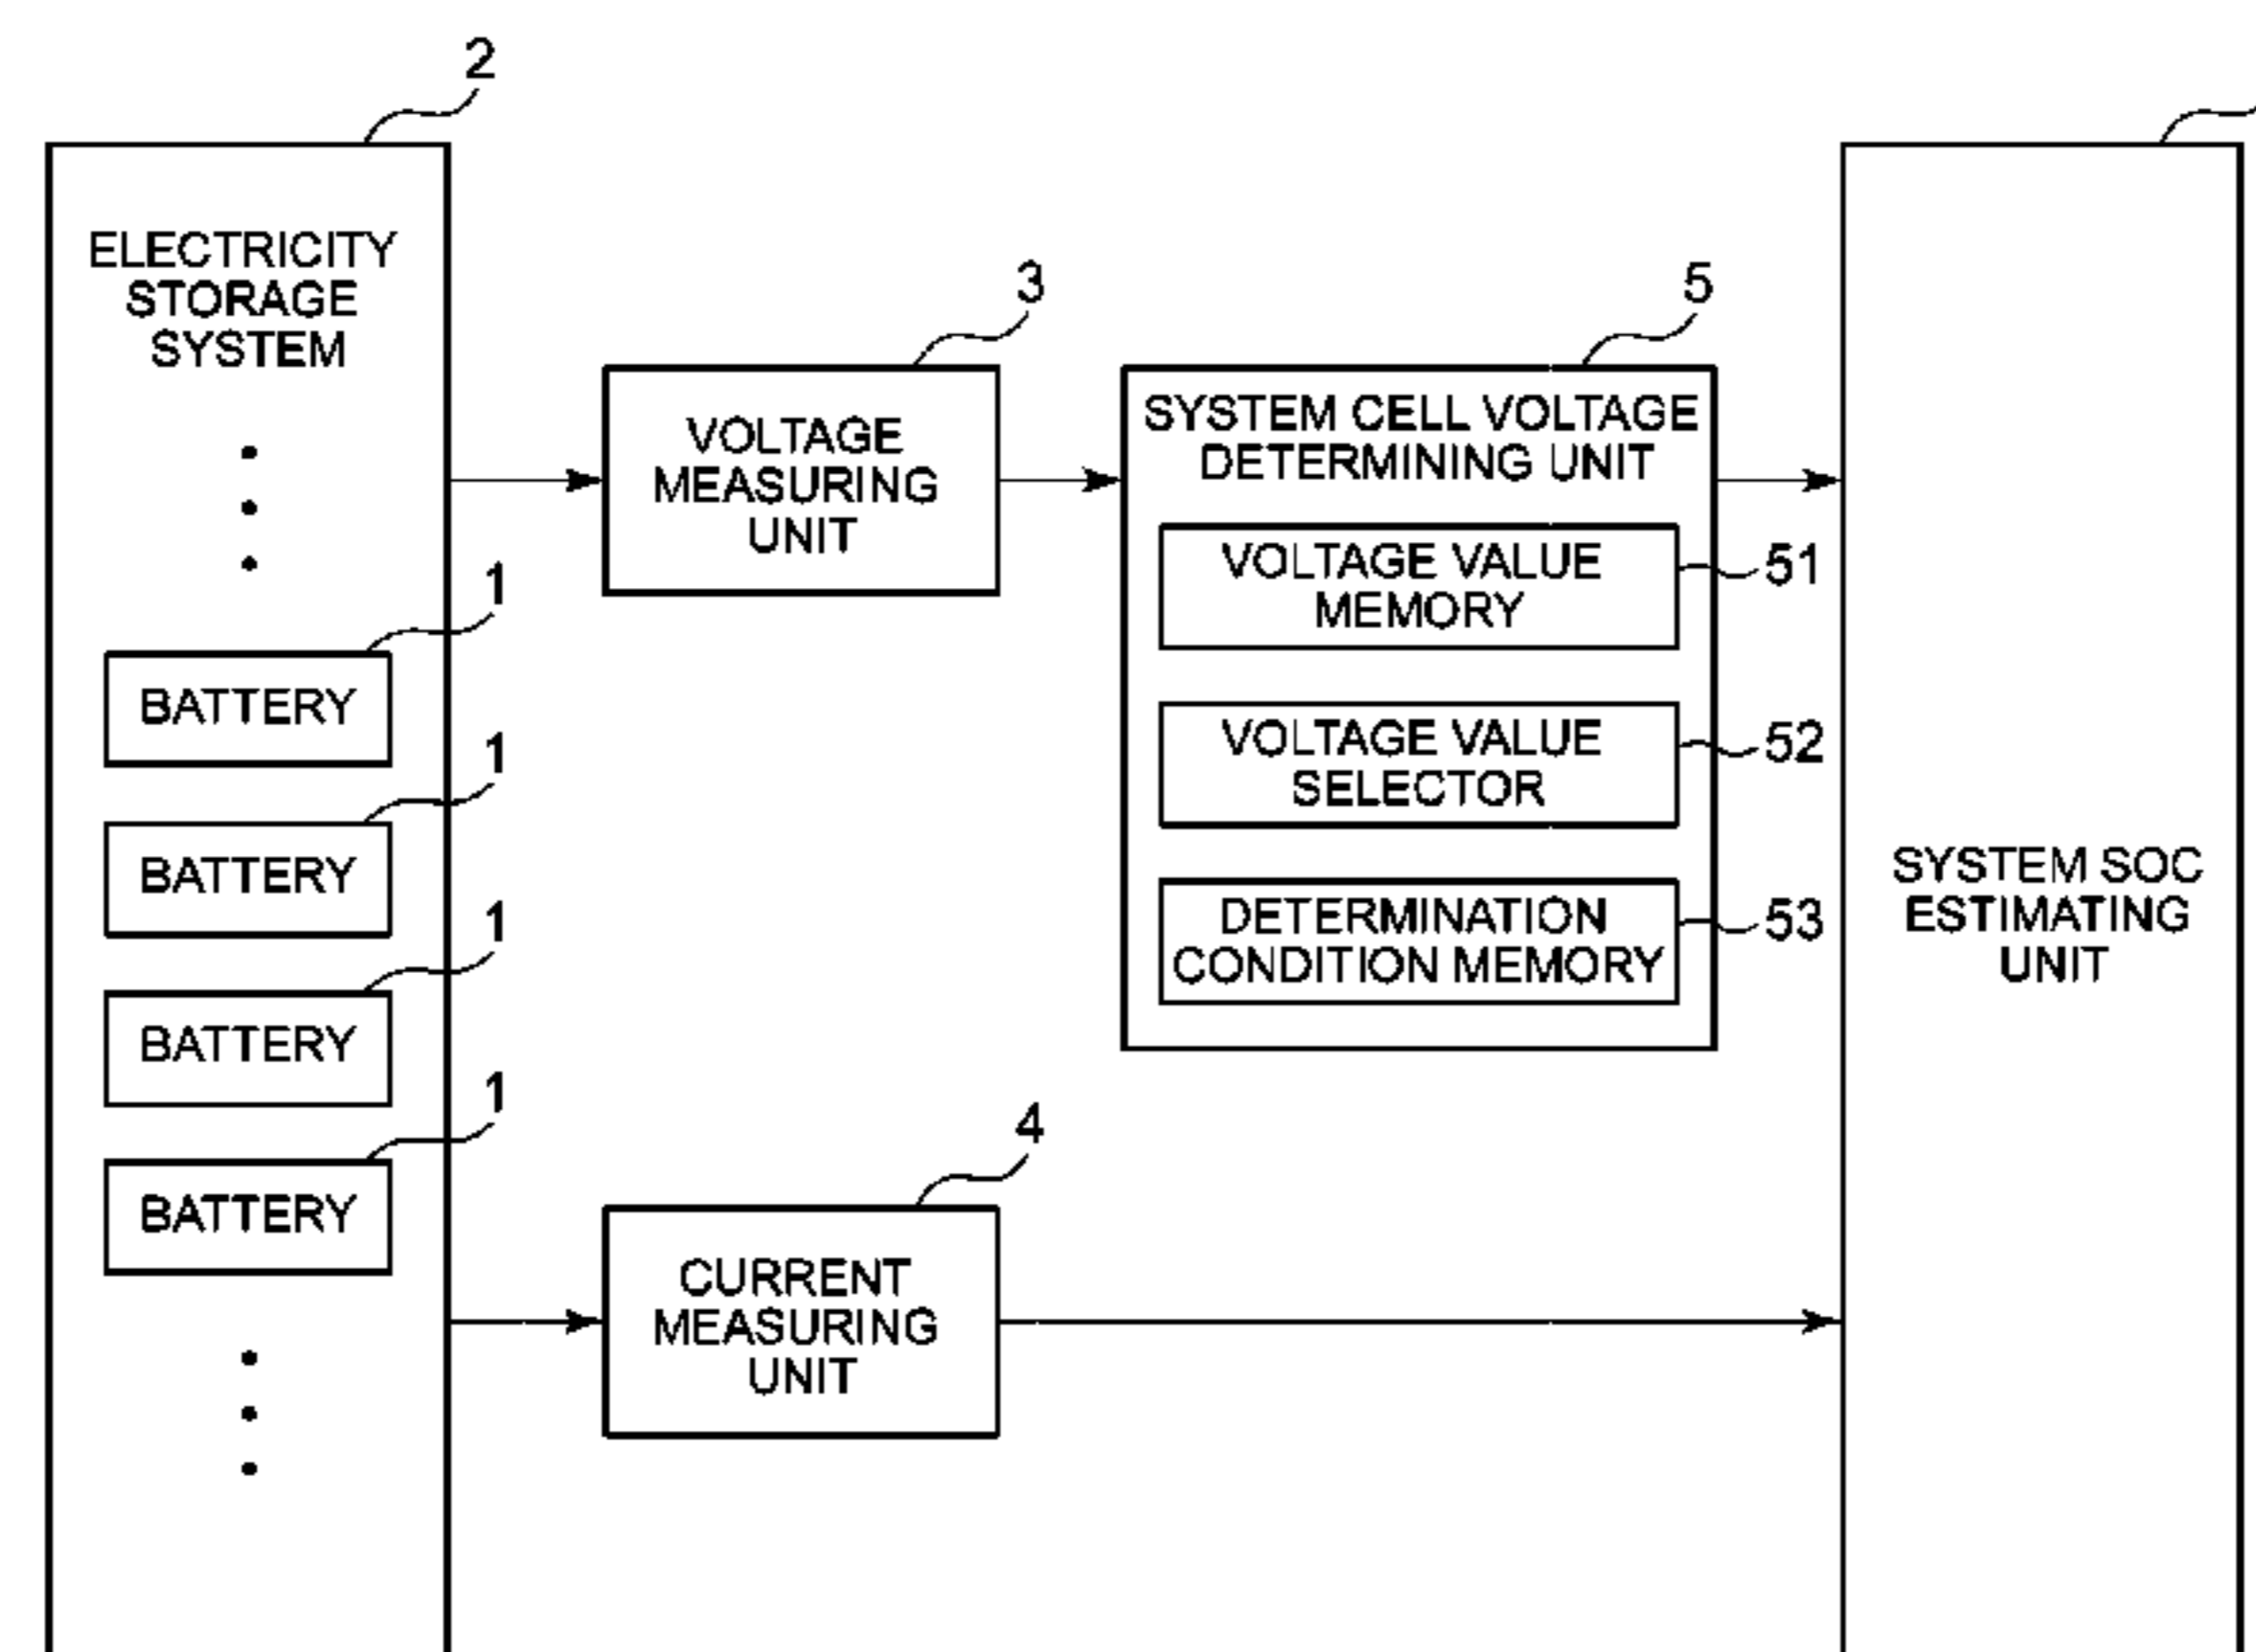 2
ELECTRICITY
STORAGE
SYSTEM
1
BATTERY
1
BATTERY
1
BATTERY
1
BATTERY
3
VOLTAGE
MEASURING
UNIT
4
CURRENT
MEASURING
UNIT
5
SYSTEM CELL VOLTAGE
DETERMINING UNIT
VOLTAGE VALUE
MEMORY
51
VOLTAGE VALUE
SELECTOR
52
DETERMINATION
CONDITION MEMORY
53
SYSTEM SOC
ESTIMATING
UNIT